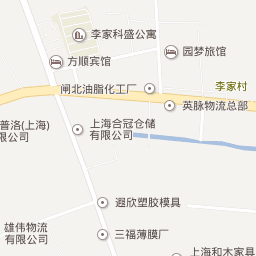 李家科盛公寓
园梦旅馆
方顺宾馆
闸北油脂化工厂
李家村
英脉物流总部
普洛(上海)
限公司
上海合冠仓储
有限公司
遐欣塑胶模具
雄伟物流
有限公司
三福薄膜厂
上海和木家具